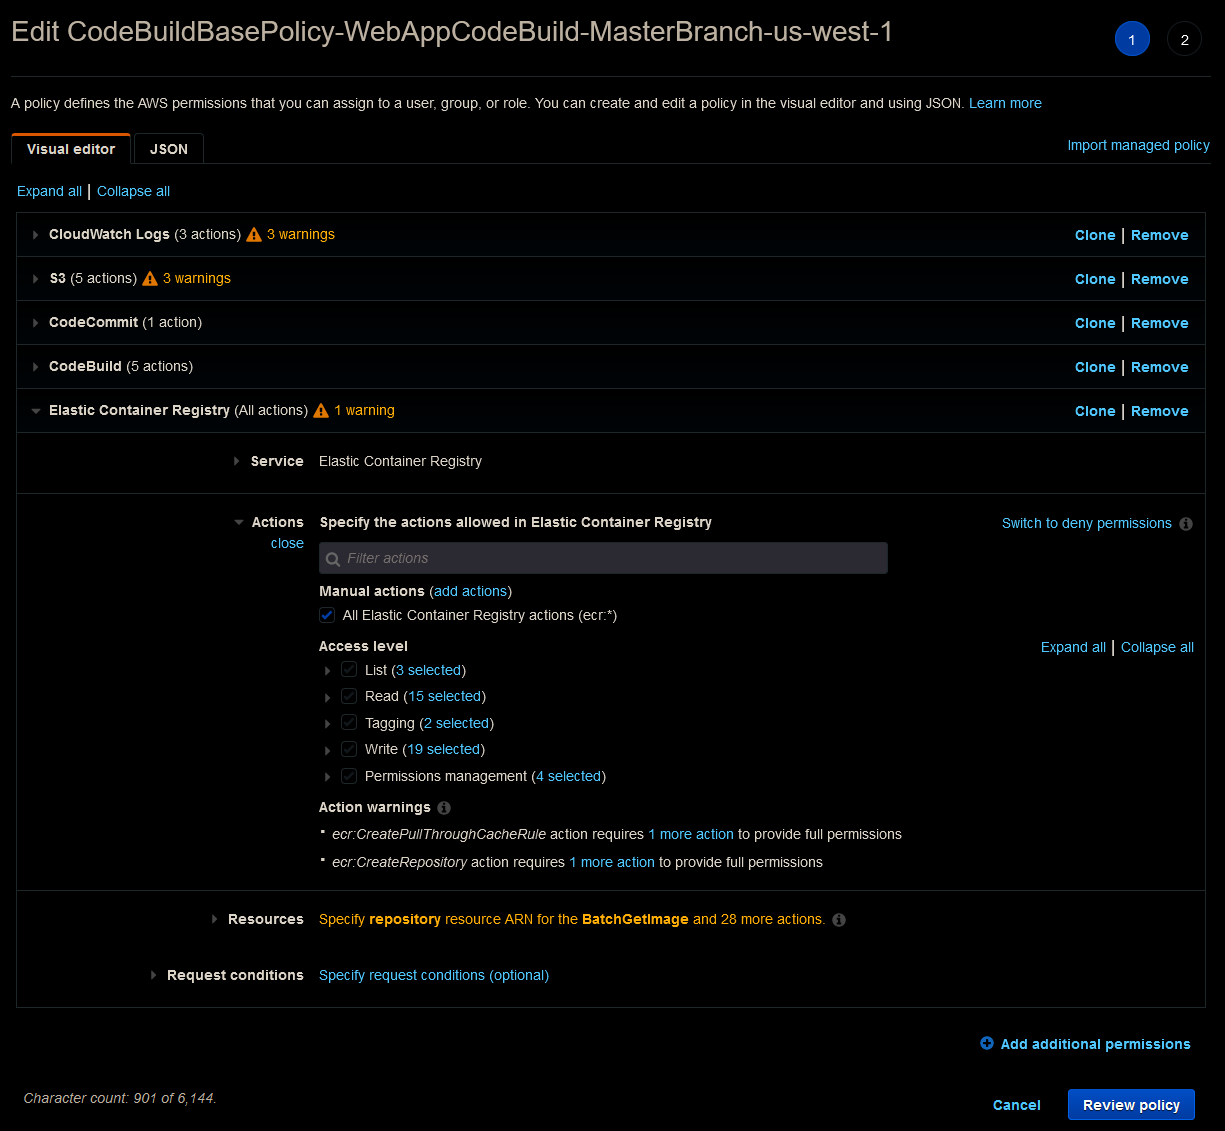 Edit CodeBuildBasePolicy-WebAppCodeBuild-MasterBranch-us-west-1
1
2
A policy defines the AWS permissions that you can assign to a user, group, or role. You can create and edit a policy in the visual editor and using JSON. Learn more
Visual editor
JSON
Import managed policy
Expand all | Collapse all
CloudWatch Logs (3 actions) 3 warnings Clone | Remove
S3 (5 actions) 3 warnings Clone | Remove
CodeCommit (1 action) Clone | Remove
CodeBuild (5 actions) Clone | Remove
Elastic Container Registry (All actions) 1 warning Clone | Remove
Service Elastic Container Registry
Actions Specify the actions allowed in Elastic Container Registry Switch to deny permissions
close
Filter actions
Manual actions (add actions)
All Elastic Container Registry actions (ecr:*)
Access level Expand all | Collapse all
List (3 selected)
Read (15 selected)
Tagging (2 selected)
Write (19 selected)
Permissions management (4 selected)
Action warnings
ecr:CreatePullThroughCacheRule action requires 1 more action to provide full permissions
ecr:CreateRepository action requires 1 more action to provide full permissions
Resources Specify repository resource ARN for the BatchGetImage and 28 more actions.
Request conditions Specify request conditions (optional)
Add additional permissions
Character count: 901 of 6,144.
Cancel
Review policy